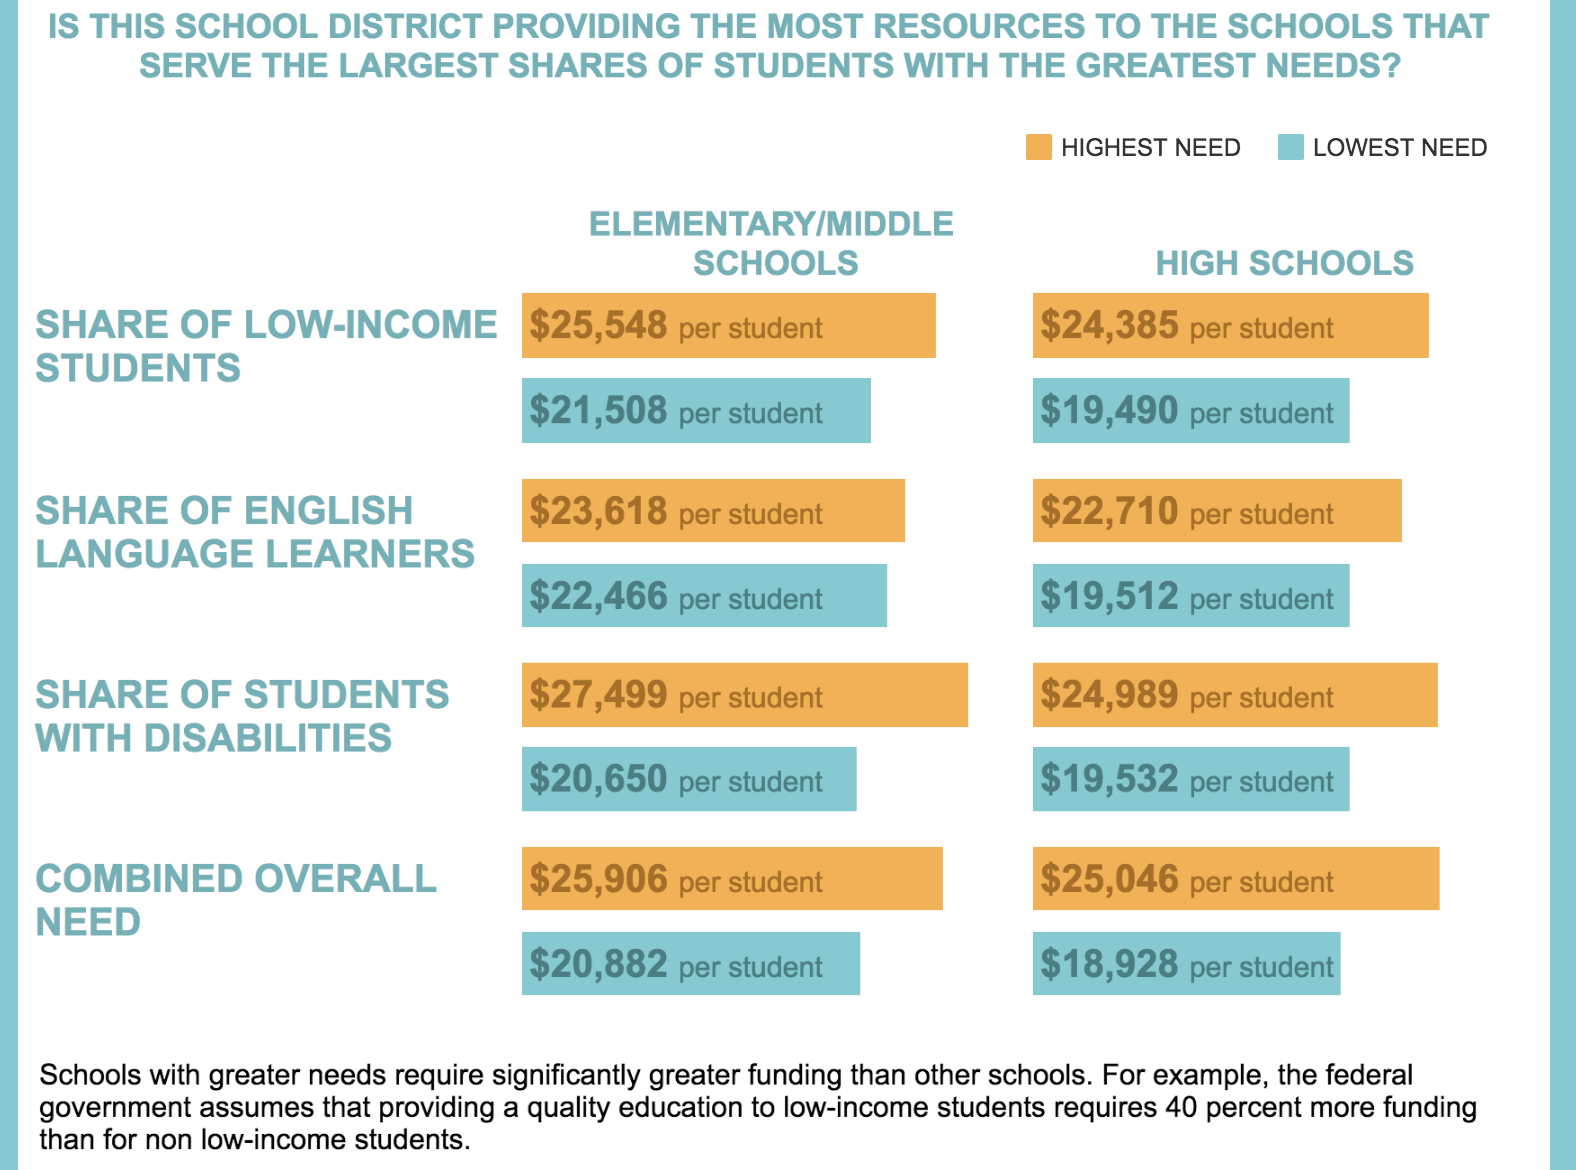 IS THIS SCHOOL DISTRICT PROVIDING THE MOST RESOURCES TO THE SCHOOLS THAT
SERVE THE LARGEST SHARES OF STUDENTS WITH THE GREATEST NEEDS?
HIGHEST NEED
LOWEST NEED
ELEMENTARY/MIDDLE
SCHOOLS
HIGH SCHOOLS
SHARE OF LOW-INCOME
STUDENTS
$25,548 per student
$24,385 per student
$21,508 per student
$19,490 per student
SHARE OF ENGLISH
LANGUAGE LEARNERS
$23,618 per student
$22,710 per student
$22,466 per student
$19,512 per student
SHARE OF STUDENTS
WITH DISABILITIES
$27,499 per student
$24,989 per student
$20,650 per student
$19,532 per student
COMBINED OVERALL
NEED
$25,906 per student
$25,046 per student
$20,882 per student
$18,928 per student
Schools with greater needs require significantly greater funding than other schools. For example, the federal
government assumes that providing a quality education to low-income students requires 40 percent more funding
than for non low-income students.